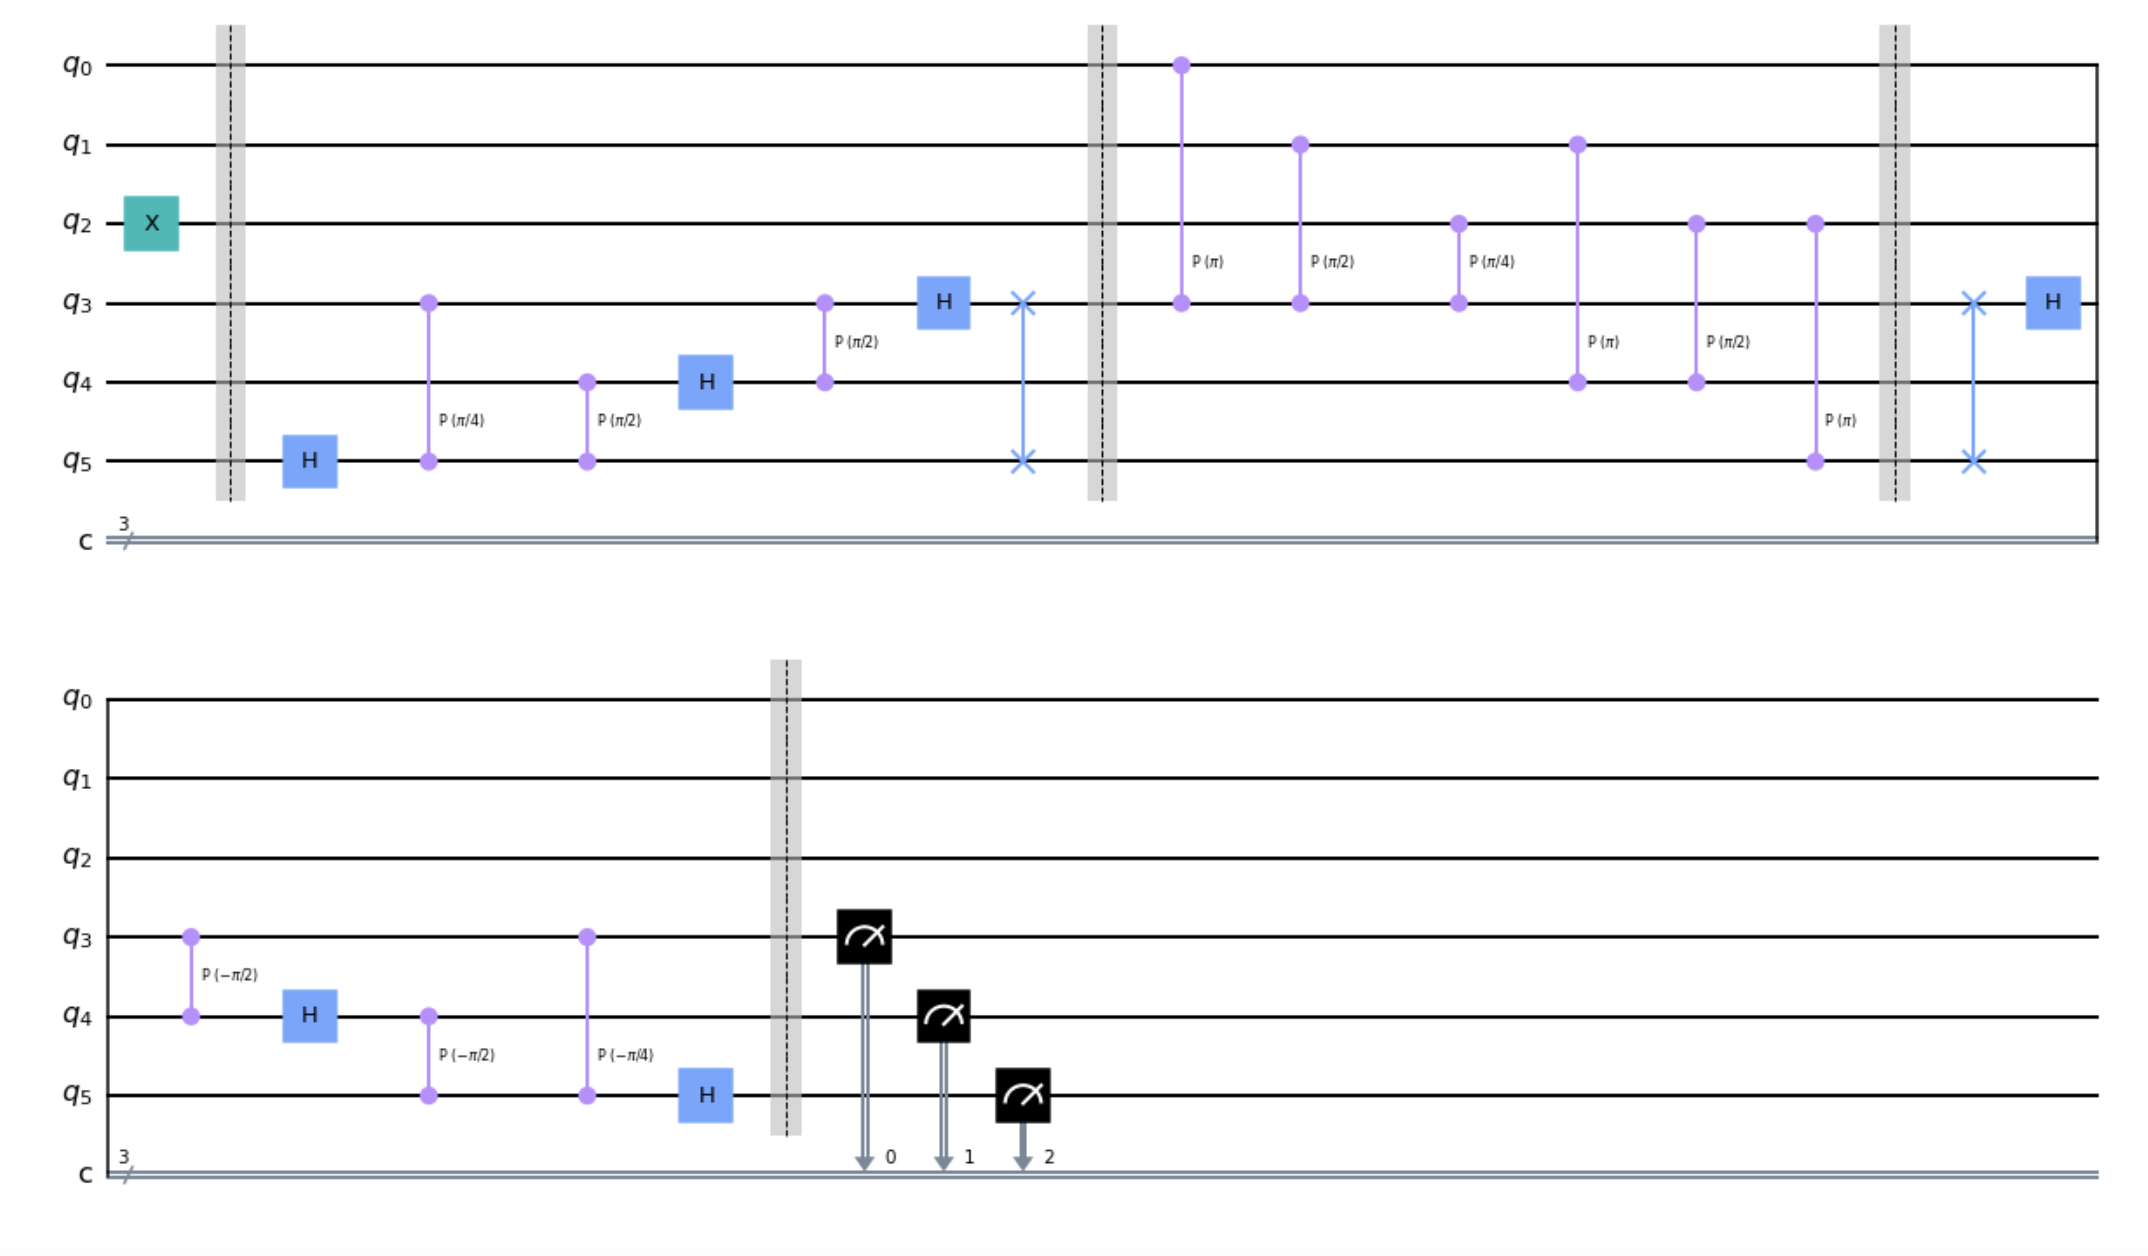 q0
P (π)
q1
P (π/2)
P (π)
q2
X
P (π/4)
P (π/2)
P (π)
q3
P (π/2)
H
H
q4
P (π/4)
P (π/2)
H
q5
H
3
c
q0
q1
q2
q3
P (−π/2)
q4
H
P (−π/2)
P (−π/4)
q5
H
3
0
1
2
c